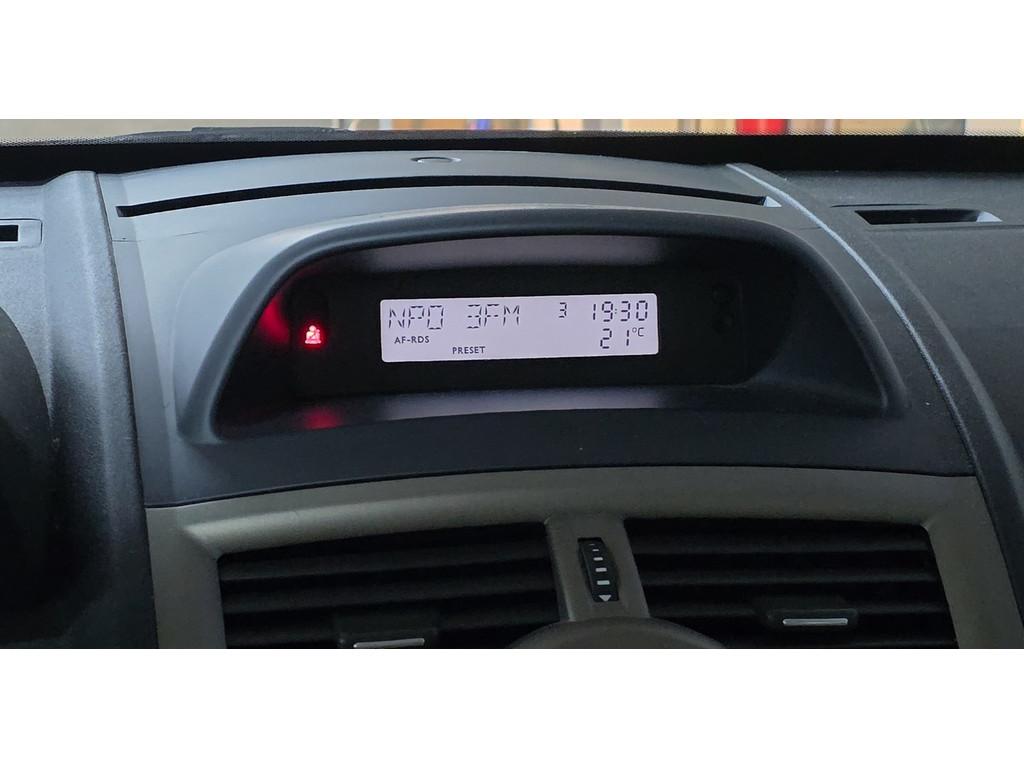 NPO 3FM 3 19:30
AF-RDS 21°C
PRESET